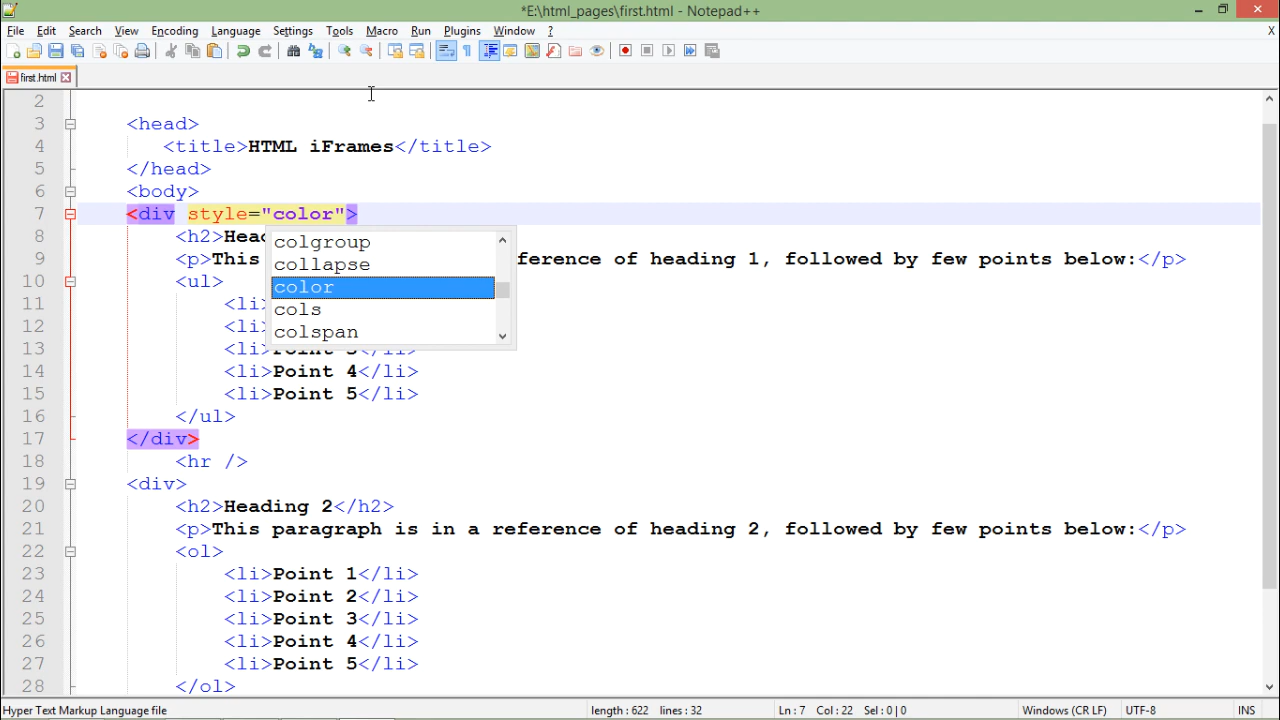 *E:\html_pages\first.html - Notepad++
File Edit Search View Encoding Language Settings Tools Macro Run Plugins Window ? X
first.html
2
3 <head>
4 <title>HTML iFrames</title>
5 </head>
6 <body>
7 <div style="color">
8 <h2>Head
colgroup
9 <p>This ference of heading 1, followed by few points below:</p>
collapse
10 <ul>
color
11 <li>
cols
12 <li>
colspan
13 <li>
14 <li>Point 4</li>
15 <li>Point 5</li>
16 </ul>
17 </div>
18 <hr />
19 <div>
20 <h2>Heading 2</h2>
21 <p>This paragraph is in a reference of heading 2, followed by few points below:</p>
22 <ol>
23 <li>Point 1</li>
24 <li>Point 2</li>
25 <li>Point 3</li>
26 <li>Point 4</li>
27 <li>Point 5</li>
28 </ol>
Hyper Text Markup Language file length : 622 lines : 32 Ln : 7 Col : 22 Sel : 0 | 0 Windows (CR LF) UTF-8 INS